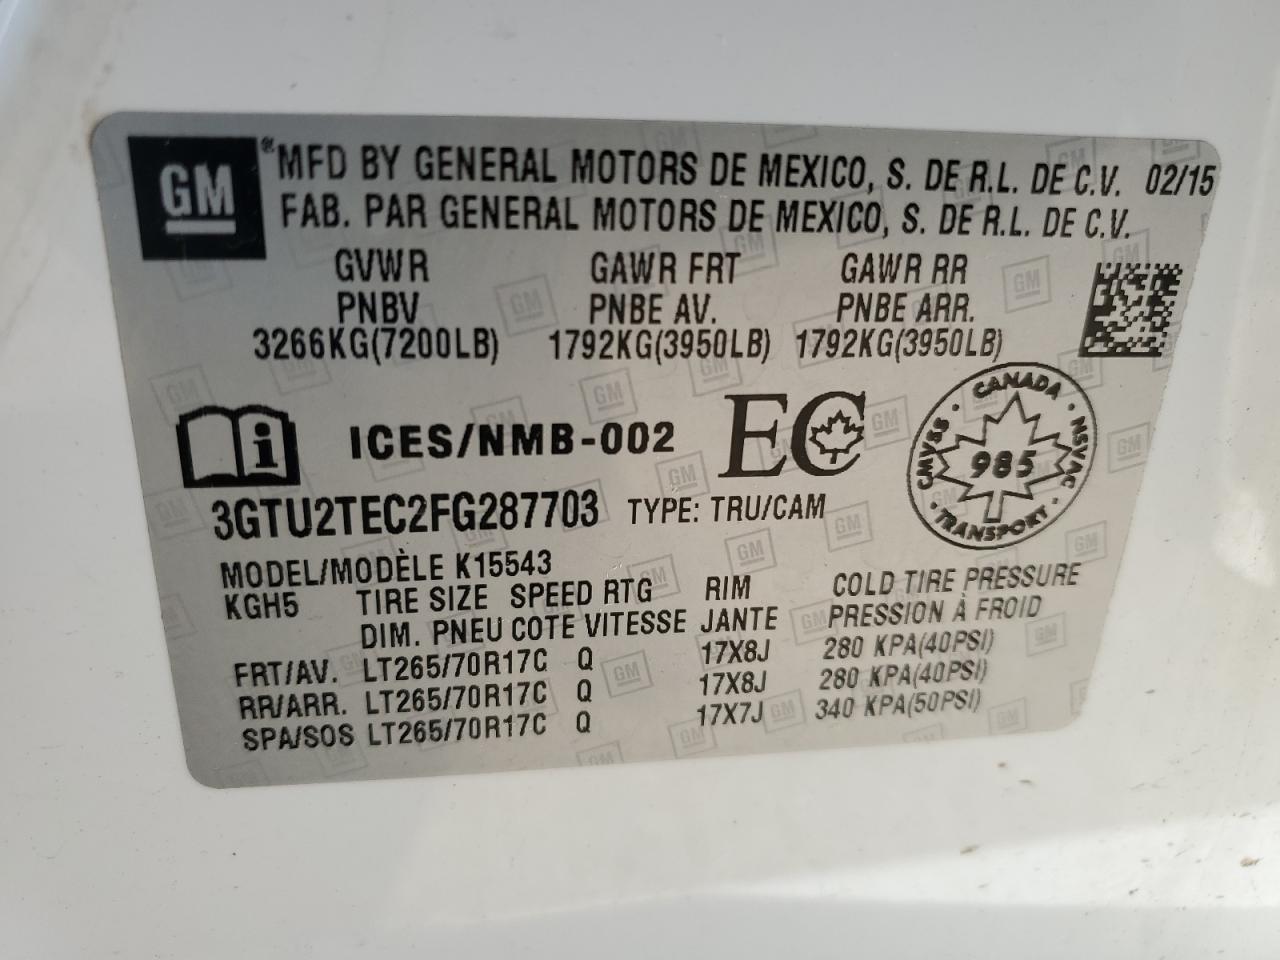 GM
®
MFD BY GENERAL MOTORS DE MEXICO, S. DE R.L. DE C.V. 02/15
FAB. PAR GENERAL MOTORS DE MEXICO, S. DE R.L. DE C.V.
GVWR GAWR FRT GAWR RR
PNBV PNBE AV. PNBE ARR.
3266KG(7200LB) 1792KG(3950LB) 1792KG(3950LB)
i ICES/NMB-002 EC
CANADA · NSVAC · TRANSPORT · CMVSS ·
985
3GTU2TEC2FG287703 TYPE: TRU/CAM
MODEL/MODÈLE K15543
KGH5 TIRE SIZE SPEED RTG RIM COLD TIRE PRESSURE
DIM. PNEU COTE VITESSE JANTE PRESSION À FROID
FRT/AV. LT265/70R17C Q 17X8J 280 KPA(40PSI)
RR/ARR. LT265/70R17C Q 17X8J 280 KPA(40PSI)
SPA/SOS LT265/70R17C Q 17X7J 340 KPA(50PSI)